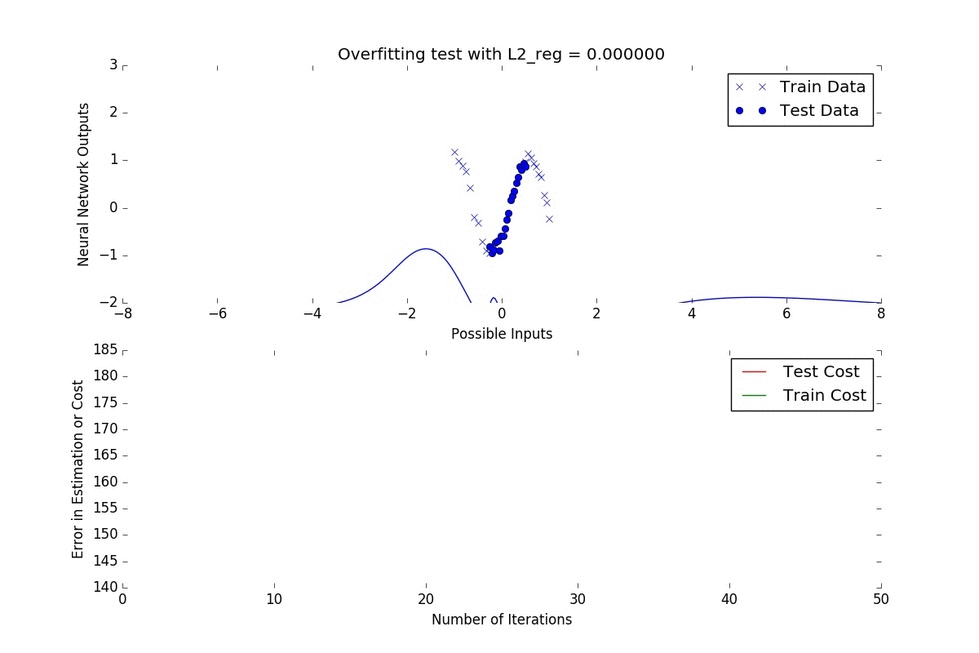 Overfitting test with L2_reg = 0.000000
3
2
1
0
−1
−2
Neural Network Outputs
Train Data
Test Data
−8 −6 −4 −2 0 2 4 6 8
Possible Inputs
185
180
175
170
165
160
155
150
145
140
Error in Estimation or Cost
Test Cost
Train Cost
0 10 20 30 40 50
Number of Iterations